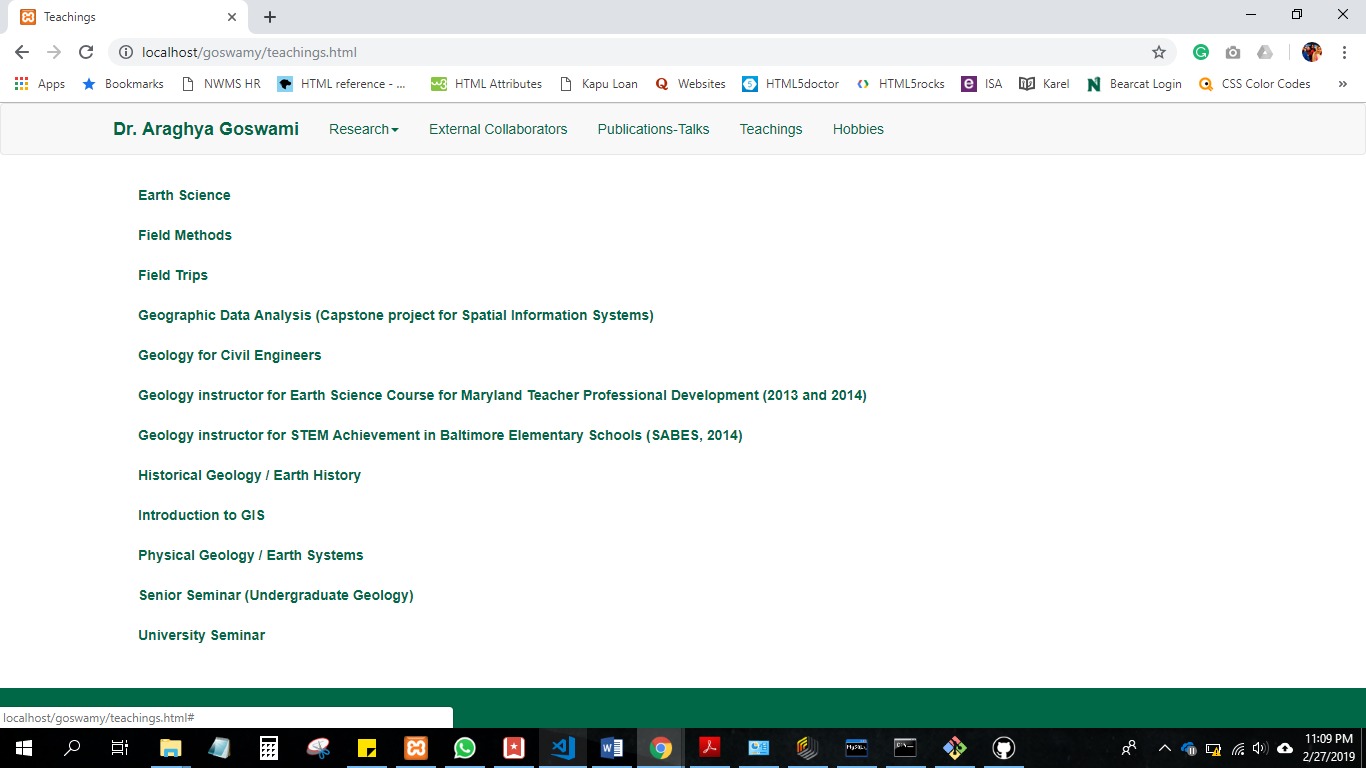 Teachings
localhost/goswamy/teachings.html
Apps Bookmarks NWMS HR HTML reference - ... HTML Attributes Kapu Loan Websites HTML5doctor HTML5rocks ISA Karel Bearcat Login CSS Color Codes »
Dr. Araghya Goswami Research External Collaborators Publications-Talks Teachings Hobbies
Earth Science
Field Methods
Field Trips
Geographic Data Analysis (Capstone project for Spatial Information Systems)
Geology for Civil Engineers
Geology instructor for Earth Science Course for Maryland Teacher Professional Development (2013 and 2014)
Geology instructor for STEM Achievement in Baltimore Elementary Schools (SABES, 2014)
Historical Geology / Earth History
Introduction to GIS
Physical Geology / Earth Systems
Senior Seminar (Undergraduate Geology)
University Seminar
localhost/goswamy/teachings.html#
11:09 PM
2/27/2019